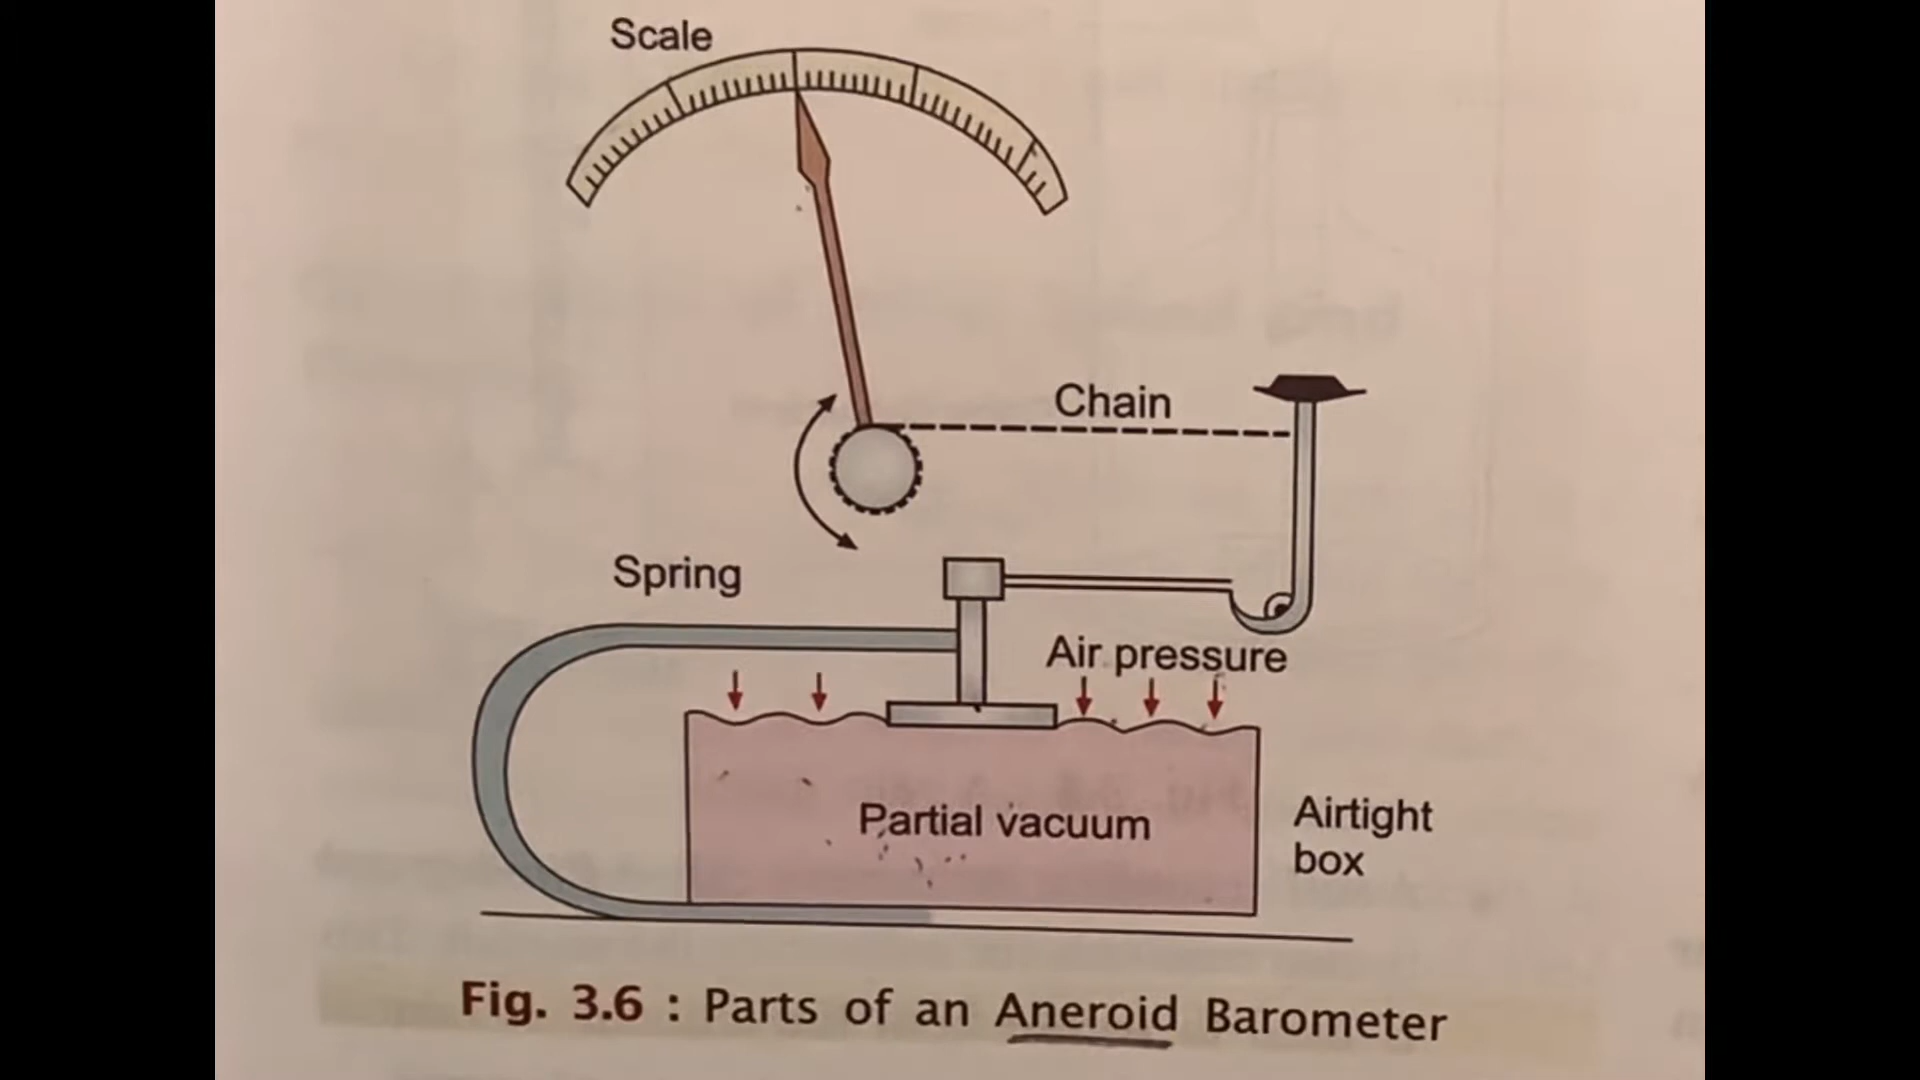 Scale
Chain
Spring
Air pressure
Partial vacuum
Airtight
box
Fig. 3.6 : Parts of an Aneroid Barometer